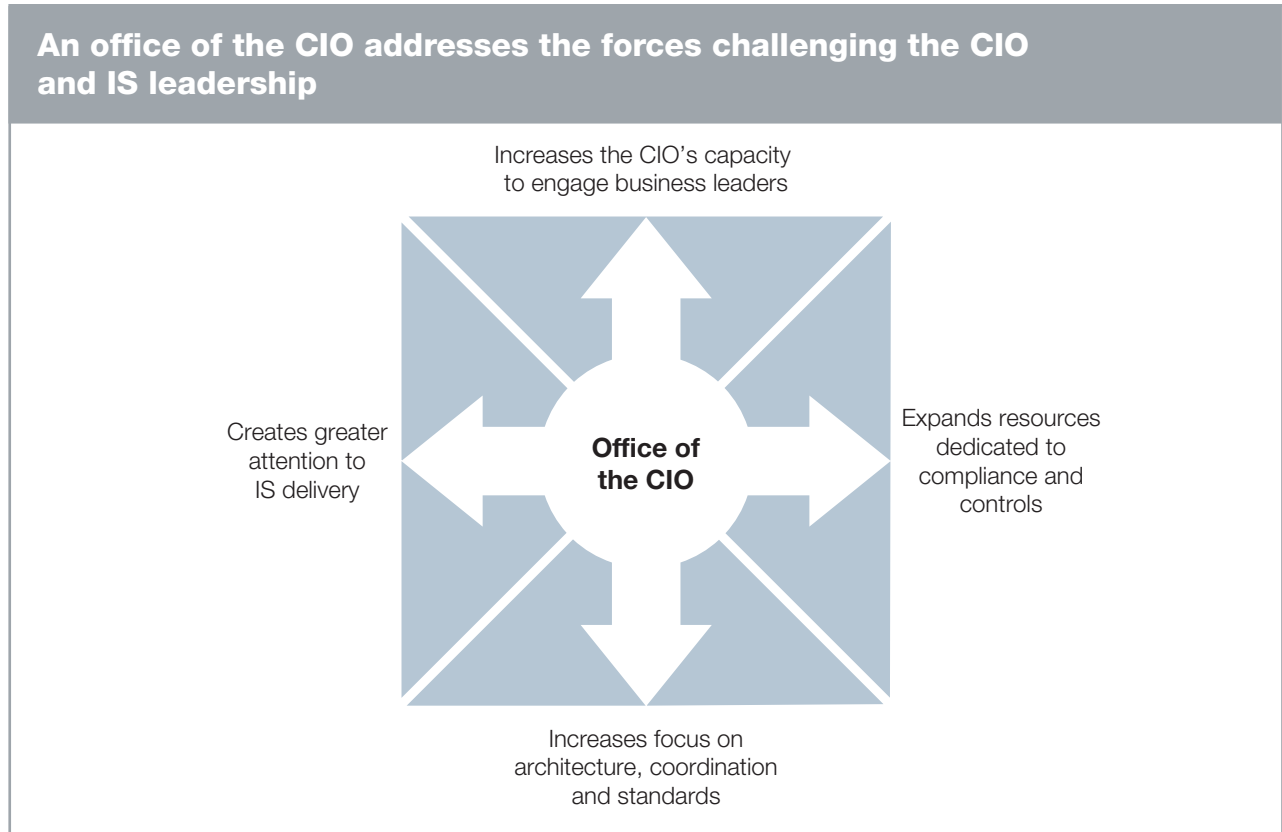 An office of the CIO addresses the forces challenging the CIO
and IS leadership
Increases the CIO’s capacity
to engage business leaders
Creates greater
attention to
IS delivery
Office of
the CIO
Expands resources
dedicated to
compliance and
controls
Increases focus on
architecture, coordination
and standards